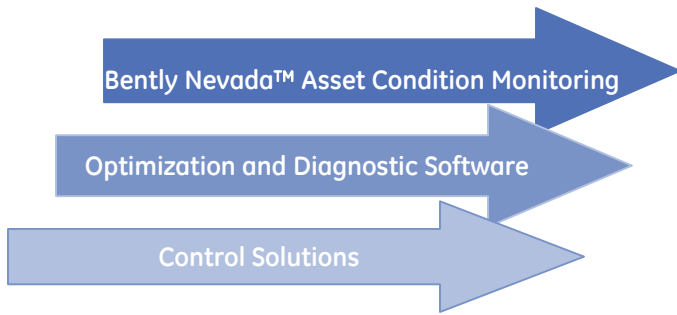 Bently Nevada™ Asset Condition Monitoring
Optimization and Diagnostic Software
Control Solutions